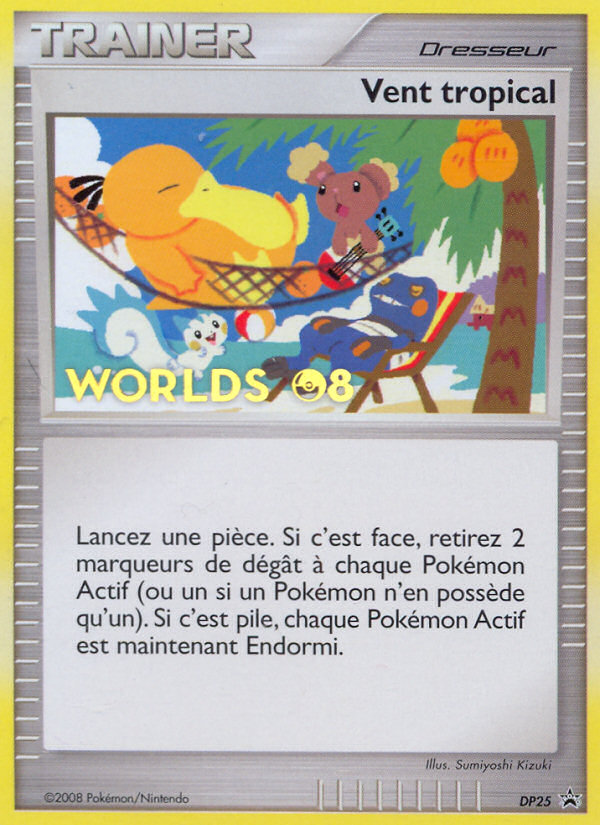 TRAINER
Dresseur
Vent tropical
WORLDS 08
Lancez une pièce. Si c'est face, retirez 2
marqueurs de dégât à chaque Pokémon
Actif (ou un si un Pokémon n'en possède
qu'un). Si c'est pile, chaque Pokémon Actif
est maintenant Endormi.
Illus. Sumiyoshi Kizuki
©2008 Pokémon/Nintendo
DP25